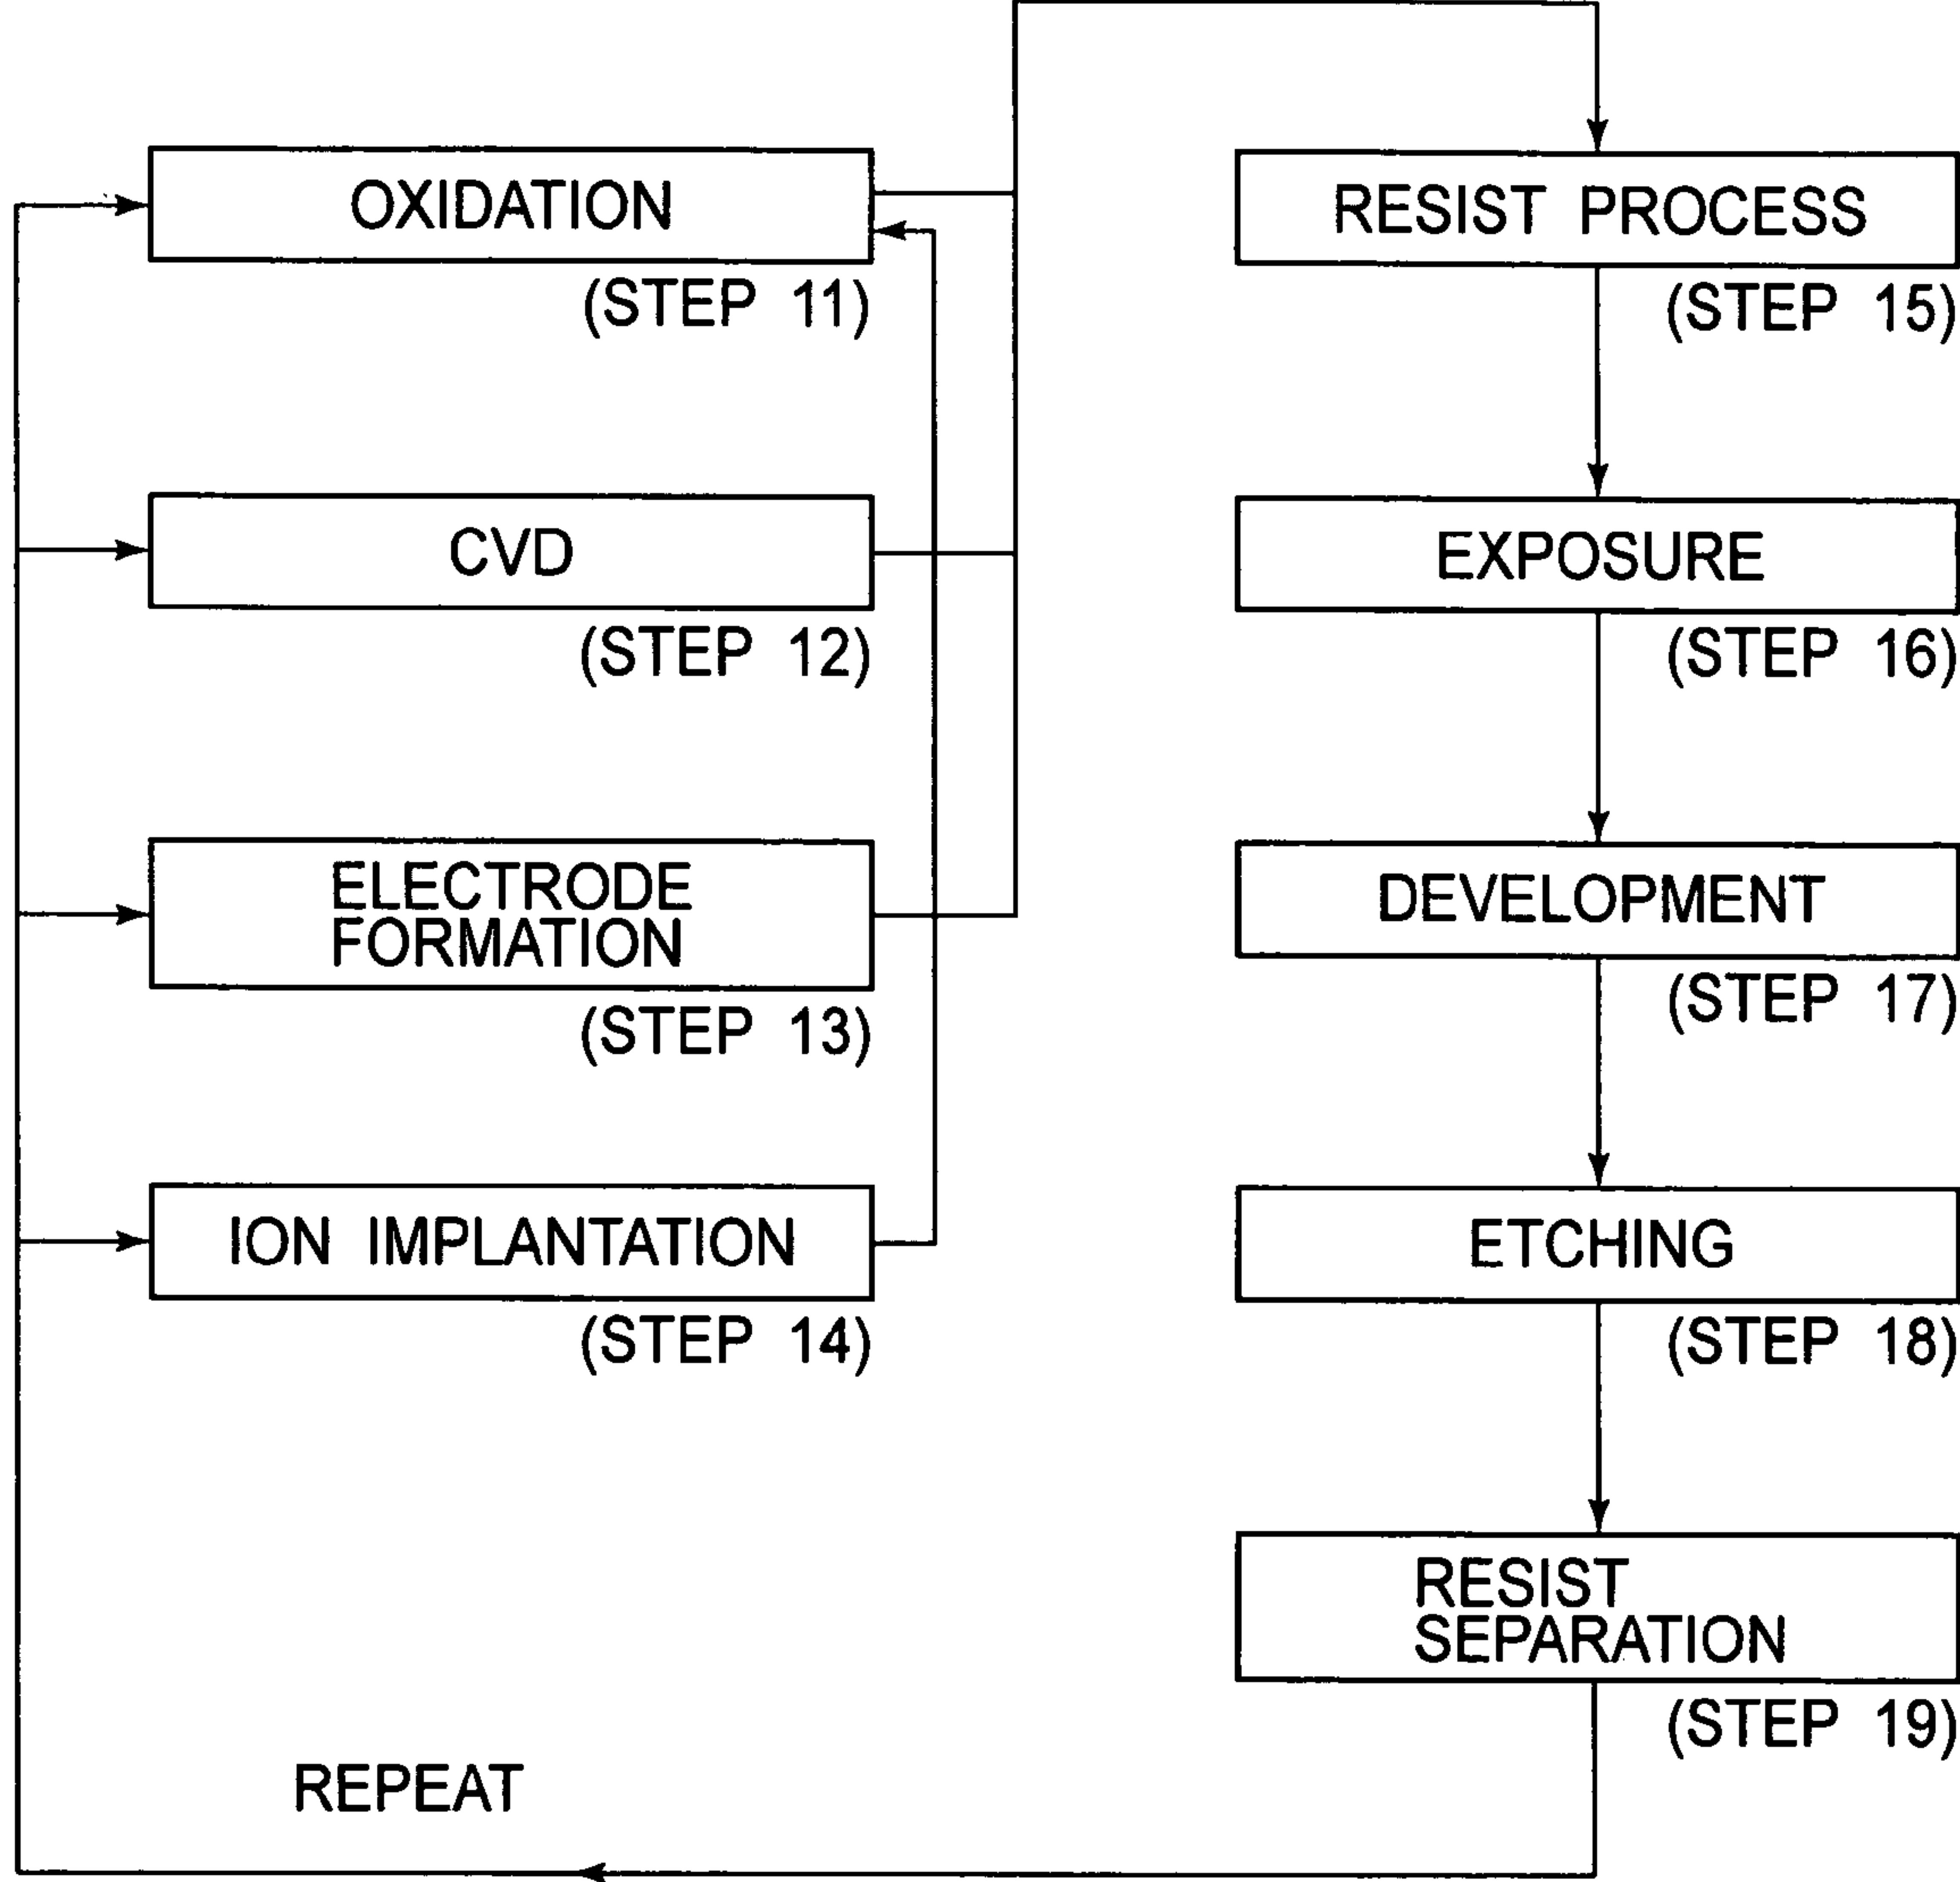 OXIDATION
(STEP 11)
CVD
(STEP 12)
ELECTRODE
FORMATION
(STEP 13)
ION IMPLANTATION
(STEP 14)
RESIST PROCESS
(STEP 15)
EXPOSURE
(STEP 16)
DEVELOPMENT
(STEP 17)
ETCHING
(STEP 18)
RESIST
SEPARATION
(STEP 19)
REPEAT